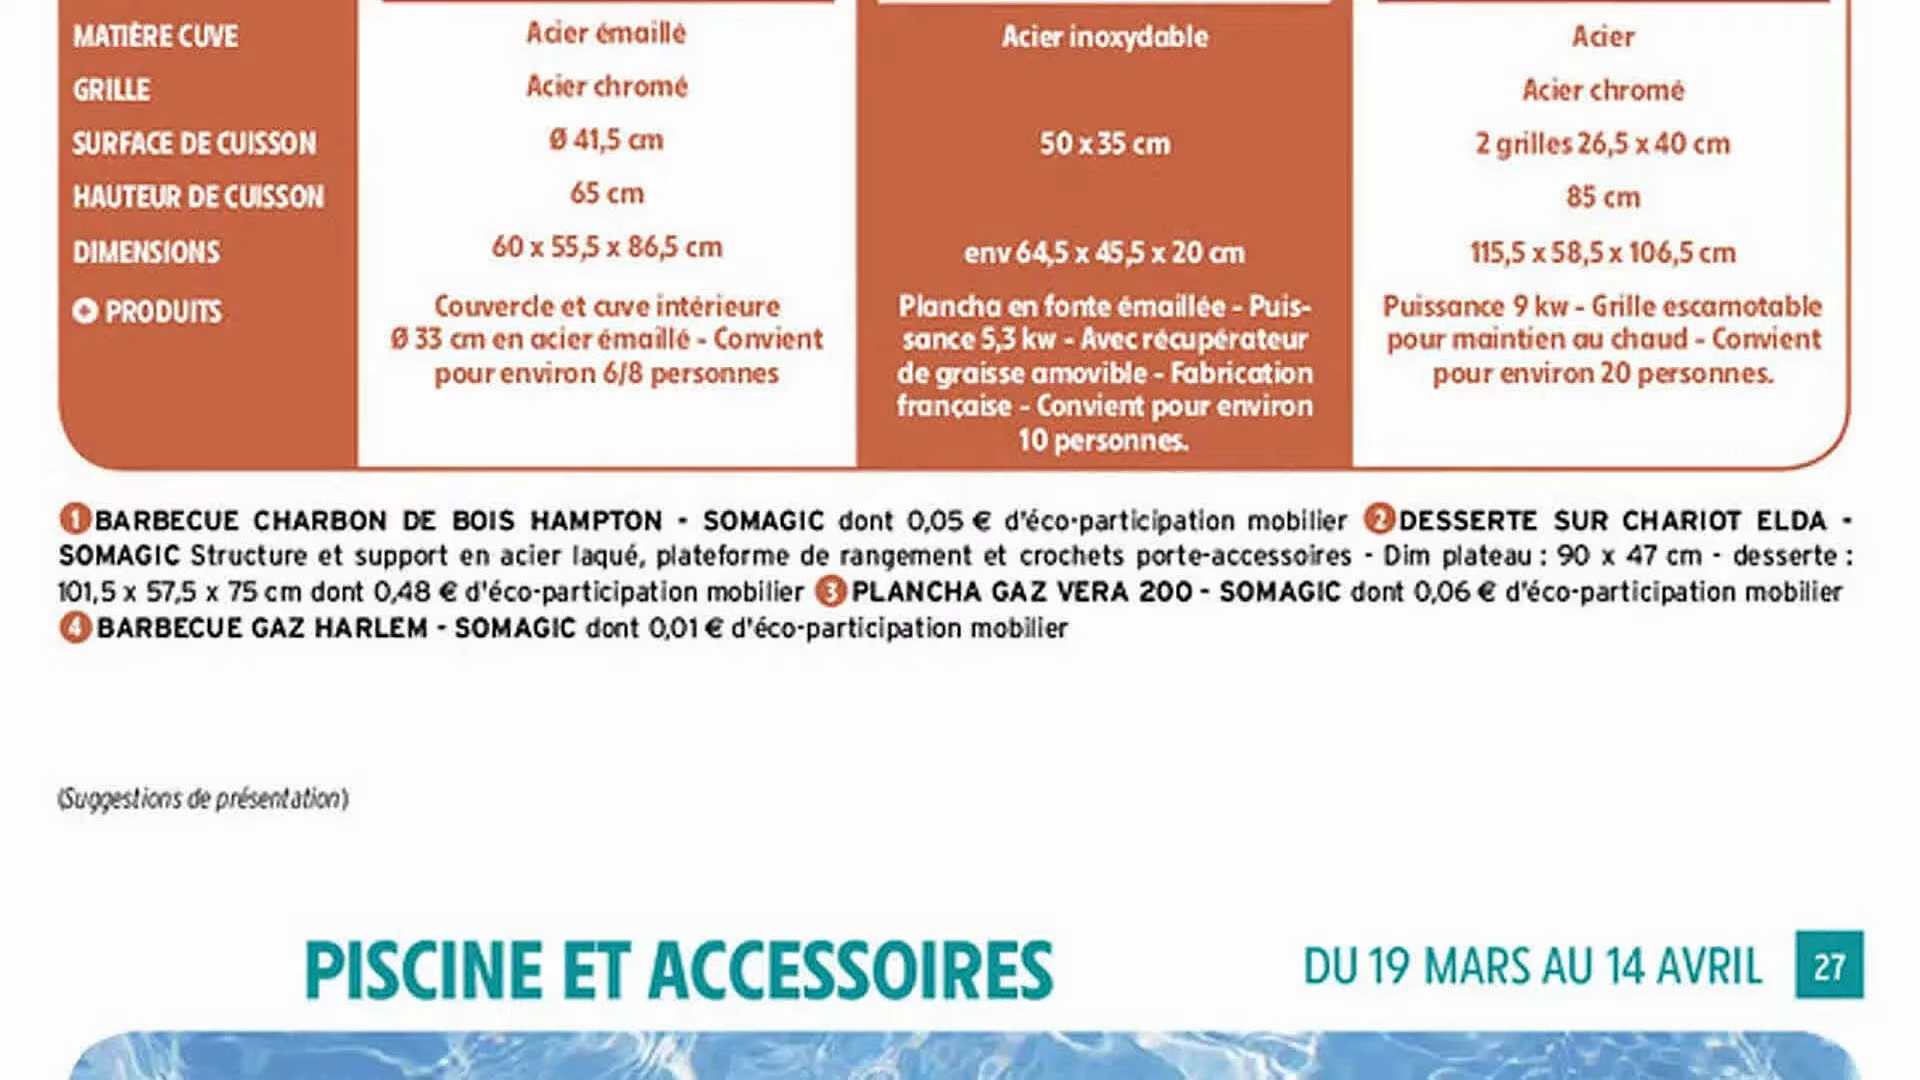 MATIÈRE CUVE Acier émaillé Acier inoxydable Acier
GRILLE Acier chromé Acier chromé
SURFACE DE CUISSON Ø 41,5 cm 50 x 35 cm 2 grilles 26,5 x 40 cm
HAUTEUR DE CUISSON 65 cm 85 cm
DIMENSIONS 60 x 55,5 x 86,5 cm env 64,5 x 45,5 x 20 cm 115,5 x 58,5 x 106,5 cm
+ PRODUITS
Couvercle et cuve intérieure
Ø 33 cm en acier émaillé - Convient
pour environ 6/8 personnes
Plancha en fonte émaillée - Puis-
sance 5,3 kw - Avec récupérateur
de graisse amovible - Fabrication
française - Convient pour environ
10 personnes.
Puissance 9 kw - Grille escamotable
pour maintien au chaud - Convient
pour environ 20 personnes.
1 BARBECUE CHARBON DE BOIS HAMPTON - SOMAGIC dont 0,05 € d'éco-participation mobilier 2 DESSERTE SUR CHARIOT ELDA -
SOMAGIC Structure et support en acier laqué, plateforme de rangement et crochets porte-accessoires - Dim plateau : 90 x 47 cm - desserte :
101,5 x 57,5 x 75 cm dont 0,48 € d'éco-participation mobilier 3 PLANCHA GAZ VERA 200 - SOMAGIC dont 0,06 € d'éco-participation mobilier
4 BARBECUE GAZ HARLEM - SOMAGIC dont 0,01 € d'éco-participation mobilier
(Suggestions de présentation)
PISCINE ET ACCESSOIRES
DU 19 MARS AU 14 AVRIL 27